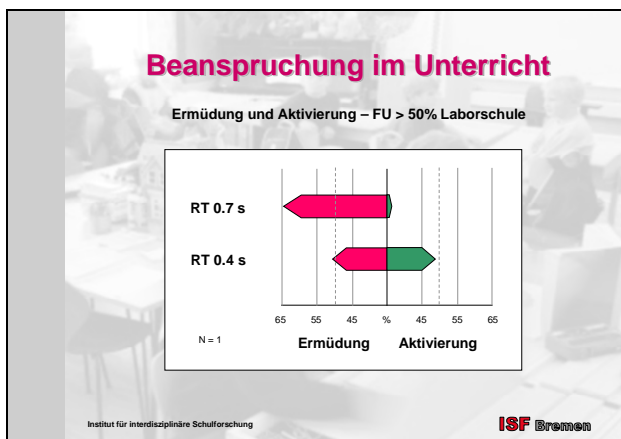 Beanspruchung im Unterricht
Ermüdung und Aktivierung – FU > 50% Laborschule
RT 0.7 s
RT 0.4 s
65 55 45 % 45 55 65
N = 1
Ermüdung Aktivierung
Institut für interdisziplinäre Schulforschung
ISF Bremen